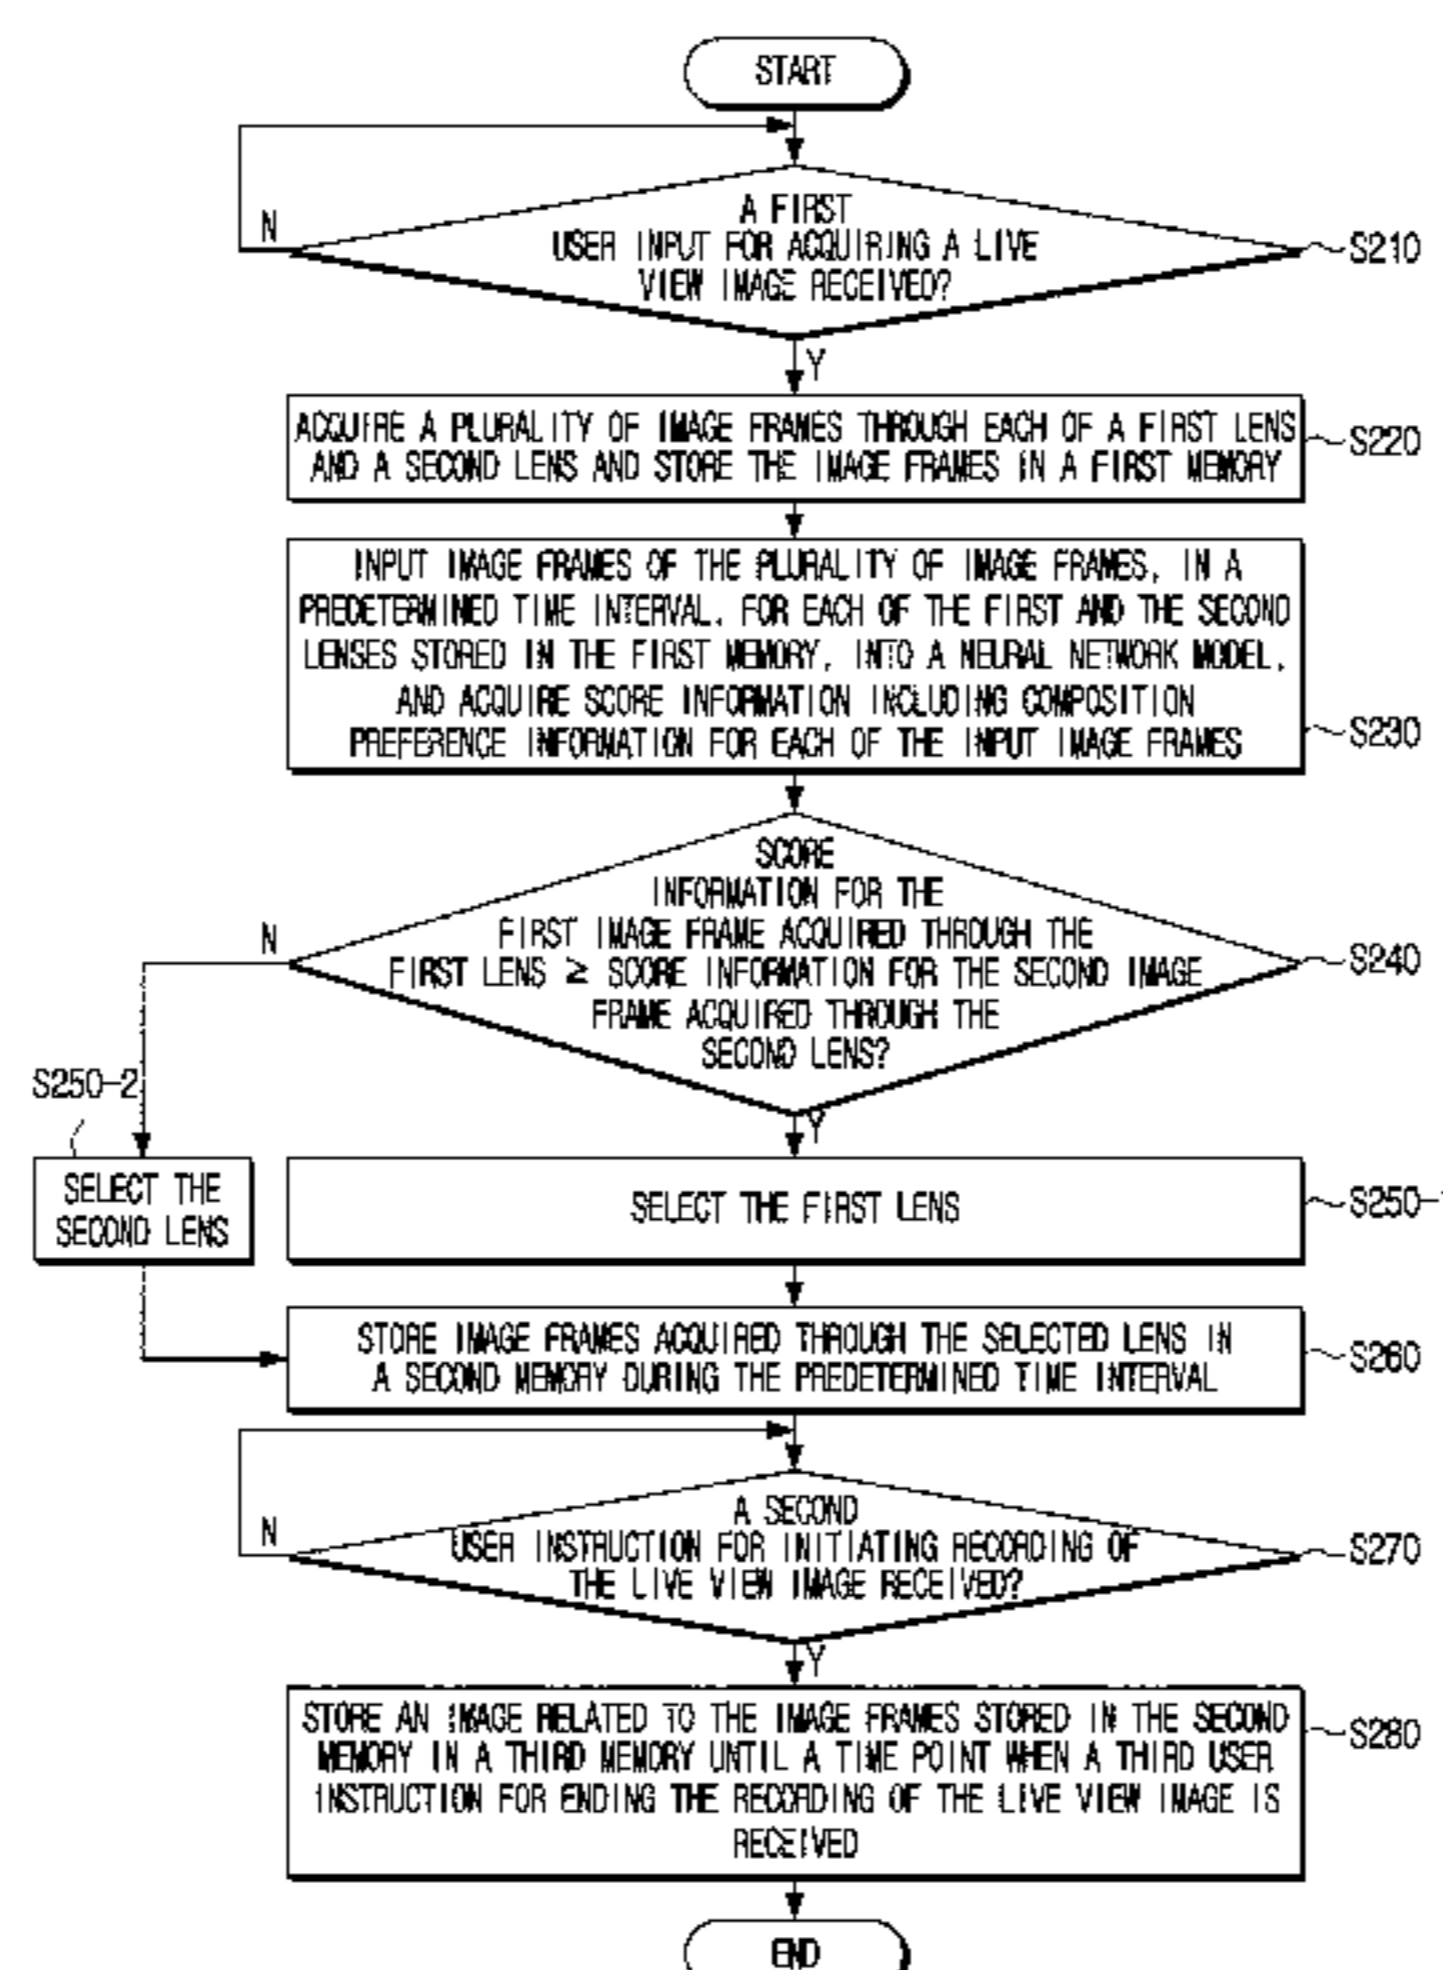 START
N
A FIRST
USER INPUT FOR ACQUIRING A LIVE
VIEW IMAGE RECEIVED?
S210
Y
ACQUIRE A PLURALITY OF IMAGE FRAMES THROUGH EACH OF A FIRST LENS
AND A SECOND LENS AND STORE THE IMAGE FRAMES IN A FIRST MEMORY
S220
INPUT IMAGE FRAMES OF THE PLURALITY OF IMAGE FRAMES, IN A
PREDETERMINED TIME INTERVAL, FOR EACH OF THE FIRST AND THE SECOND
LENSES STORED IN THE FIRST MEMORY, INTO A NEURAL NETWORK MODEL,
AND ACQUIRE SCORE INFORMATION INCLUDING COMPOSITION
PREFERENCE INFORMATION FOR EACH OF THE INPUT IMAGE FRAMES
S230
SCORE
INFORMATION FOR THE
FIRST IMAGE FRAME ACQUIRED THROUGH THE
FIRST LENS ≥ SCORE INFORMATION FOR THE SECOND IMAGE
FRAME ACQUIRED THROUGH THE
SECOND LENS?
N
S240
S250-2
Y
SELECT THE
SECOND LENS
SELECT THE FIRST LENS
S250-
STORE IMAGE FRAMES ACQUIRED THROUGH THE SELECTED LENS IN
A SECOND MEMORY DURING THE PREDETERMINED TIME INTERVAL
S260
N
A SECOND
USER INSTRUCTION FOR INITIATING RECORDING OF
THE LIVE VIEW IMAGE RECEIVED?
S270
Y
STORE AN IMAGE RELATED TO THE IMAGE FRAMES STORED IN THE SECOND
MEMORY IN A THIRD MEMORY UNTIL A TIME POINT WHEN A THIRD USER
INSTRUCTION FOR ENDING THE RECORDING OF THE LIVE VIEW IMAGE IS
RECEIVED
S280
END